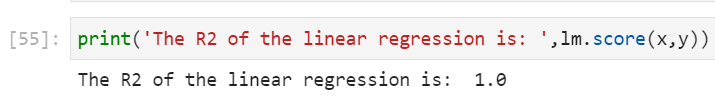 [55]: print('The R2 of the linear regression is: ',lm.score(x,y))
The R2 of the linear regression is:  1.0